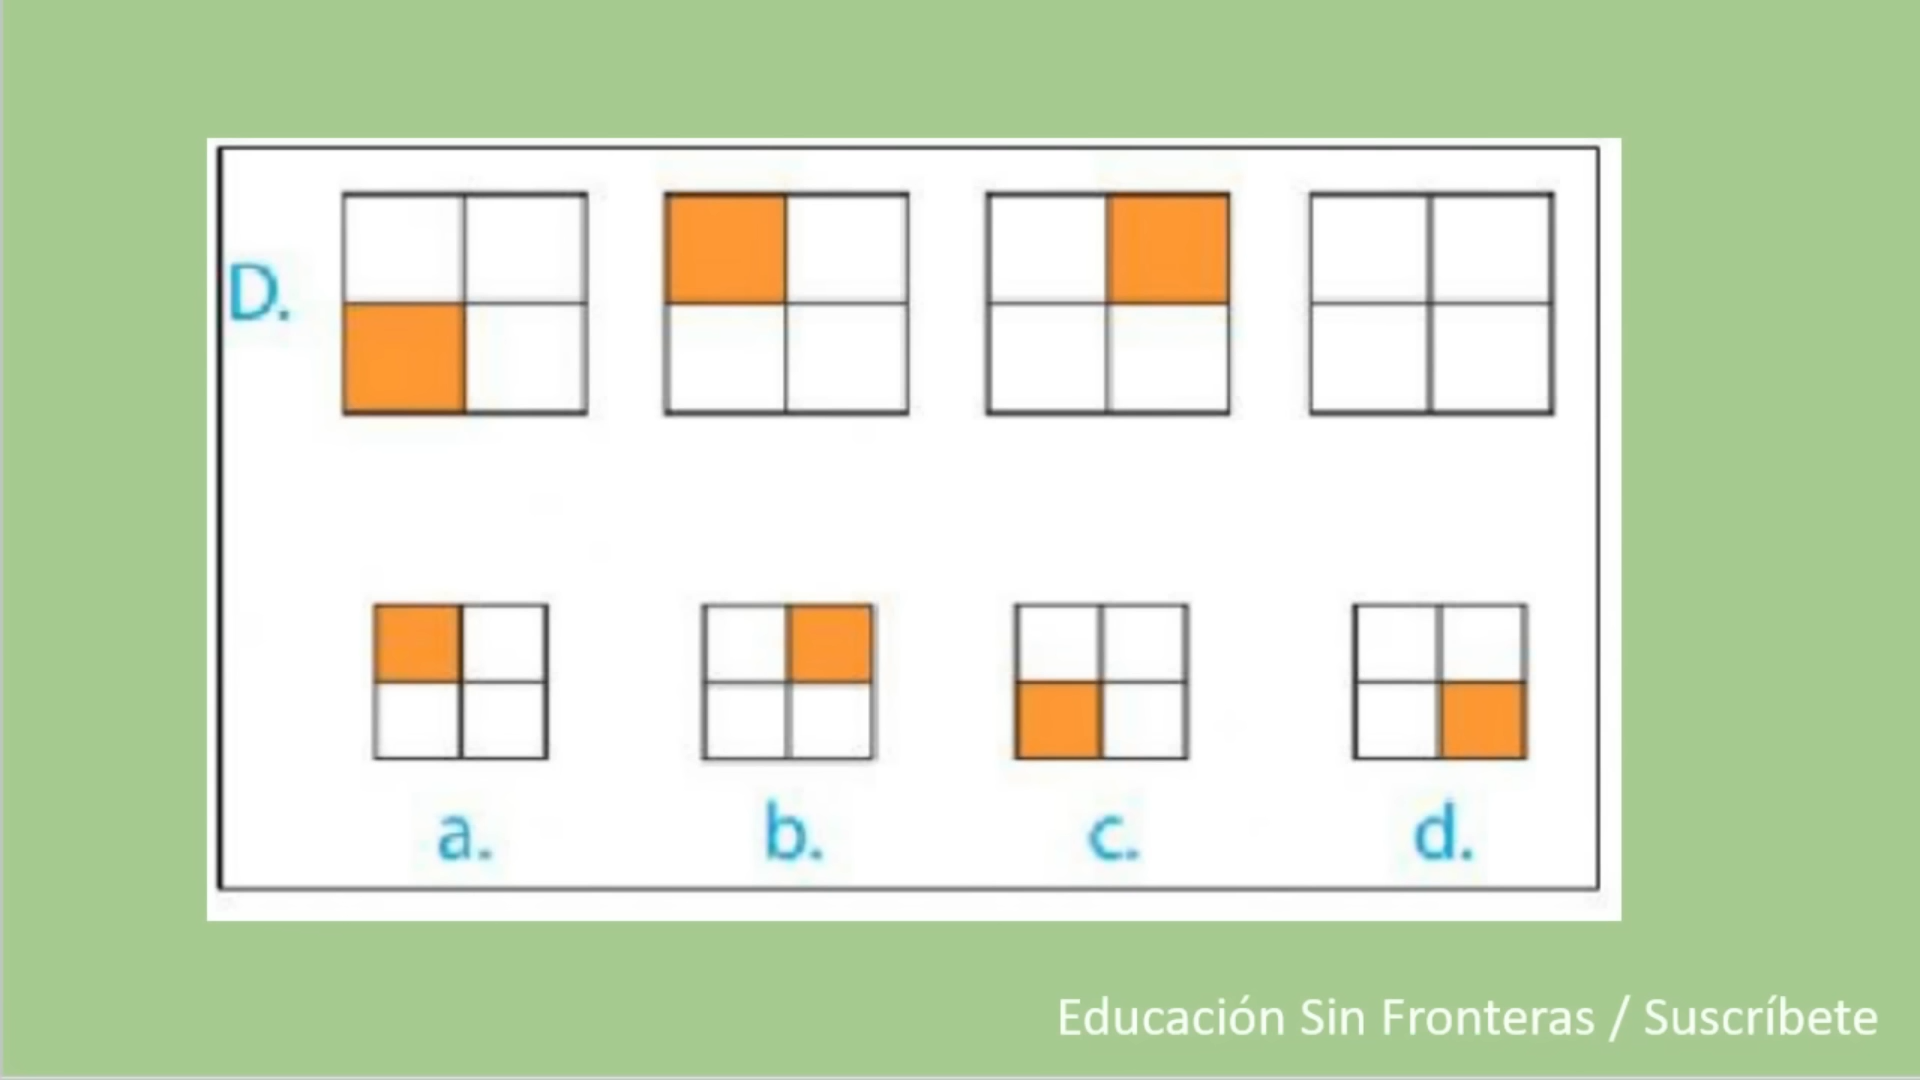 D.
a. b. c. d.
Educación Sin Fronteras / Suscríbete